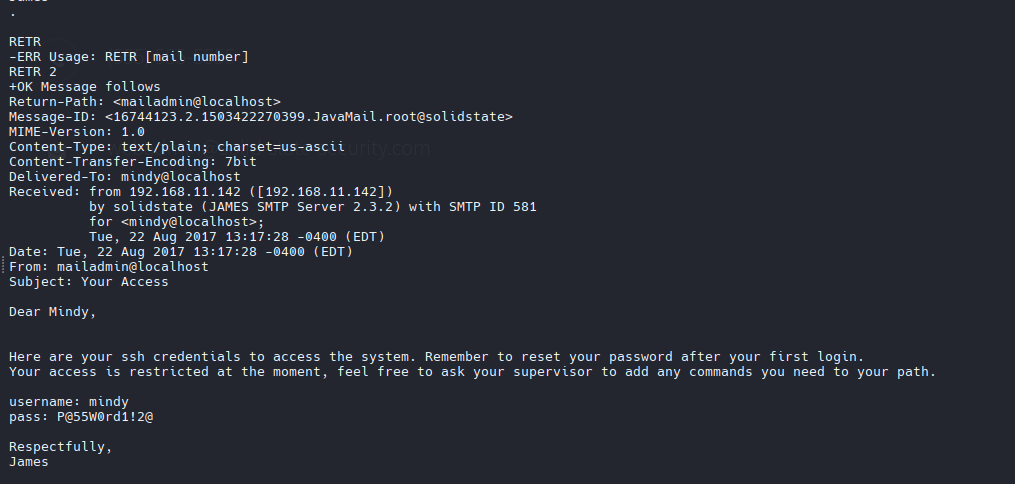 .
RETR
-ERR Usage: RETR [mail number]
RETR 2
+OK Message follows
Return-Path: <mailadmin@localhost>
Message-ID: <16744123.2.1503422270399.JavaMail.root@solidstate>
MIME-Version: 1.0
Content-Type: text/plain; charset=us-ascii
Content-Transfer-Encoding: 7bit
Delivered-To: mindy@localhost
Received: from 192.168.11.142 ([192.168.11.142])
by solidstate (JAMES SMTP Server 2.3.2) with SMTP ID 581
for <mindy@localhost>;
Tue, 22 Aug 2017 13:17:28 -0400 (EDT)
Date: Tue, 22 Aug 2017 13:17:28 -0400 (EDT)
From: mailadmin@localhost
Subject: Your Access
Dear Mindy,
Here are your ssh credentials to access the system. Remember to reset your password after your first login.
Your access is restricted at the moment, feel free to ask your supervisor to add any commands you need to your path.
username: mindy
pass: P@55W0rd1!2@
Respectfully,
James